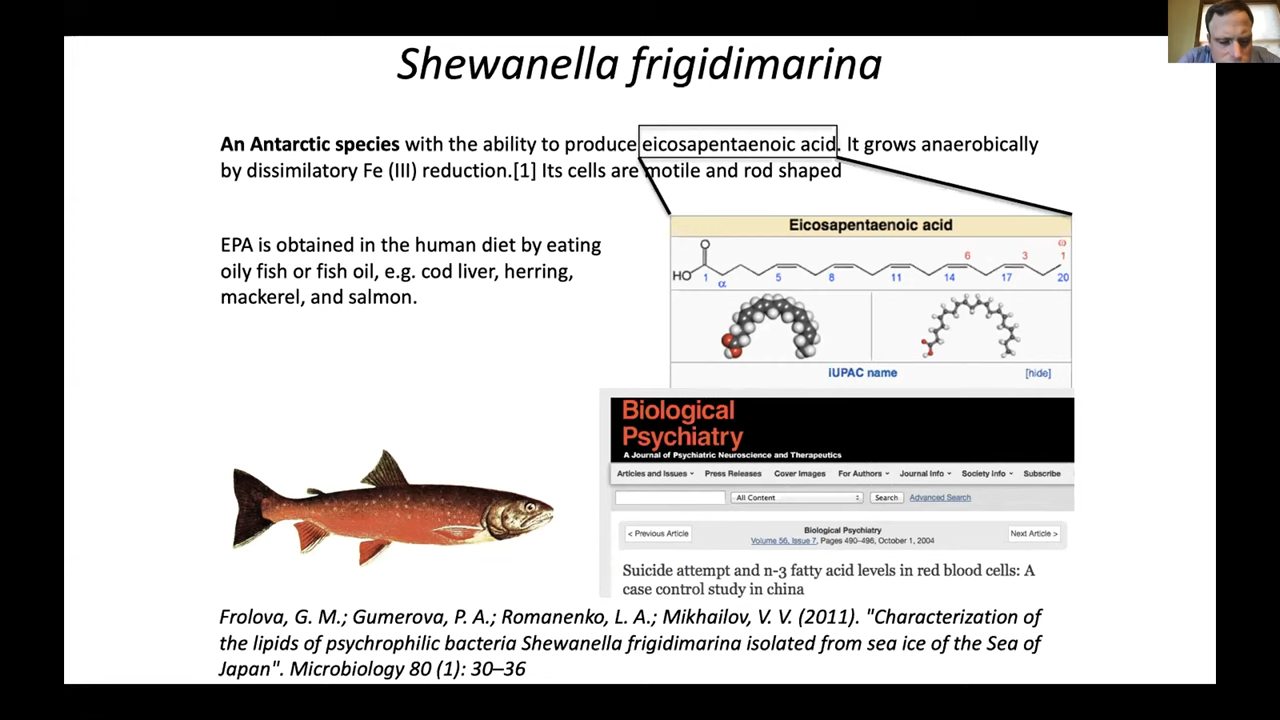 Shewanella frigidimarina
An Antarctic species with the ability to produce eicosapentaenoic acid. It grows anaerobically
by dissimilatory Fe (III) reduction.[1] Its cells are motile and rod shaped
EPA is obtained in the human diet by eating
oily fish or fish oil, e.g. cod liver, herring,
mackerel, and salmon.
Eicosapentaenoic acid
O
HO
1
α
5
8
11
14
17
20
6
3
1
ω
IUPAC name
[hide]
Biological
Psychiatry
A Journal of Psychiatric Neuroscience and Therapeutics
Articles and Issues Press Releases Cover Images For Authors Journal Info Society Info Subscribe
All Content Search Advanced Search
< Previous Article
Biological Psychiatry
Volume 56, Issue 7, Pages 490-496, October 1, 2004
Next Article >
Suicide attempt and n-3 fatty acid levels in red blood cells: A
case control study in china
Frolova, G. M.; Gumerova, P. A.; Romanenko, L. A.; Mikhailov, V. V. (2011). "Characterization of
the lipids of psychrophilic bacteria Shewanella frigidimarina isolated from sea ice of the Sea of
Japan". Microbiology 80 (1): 30–36